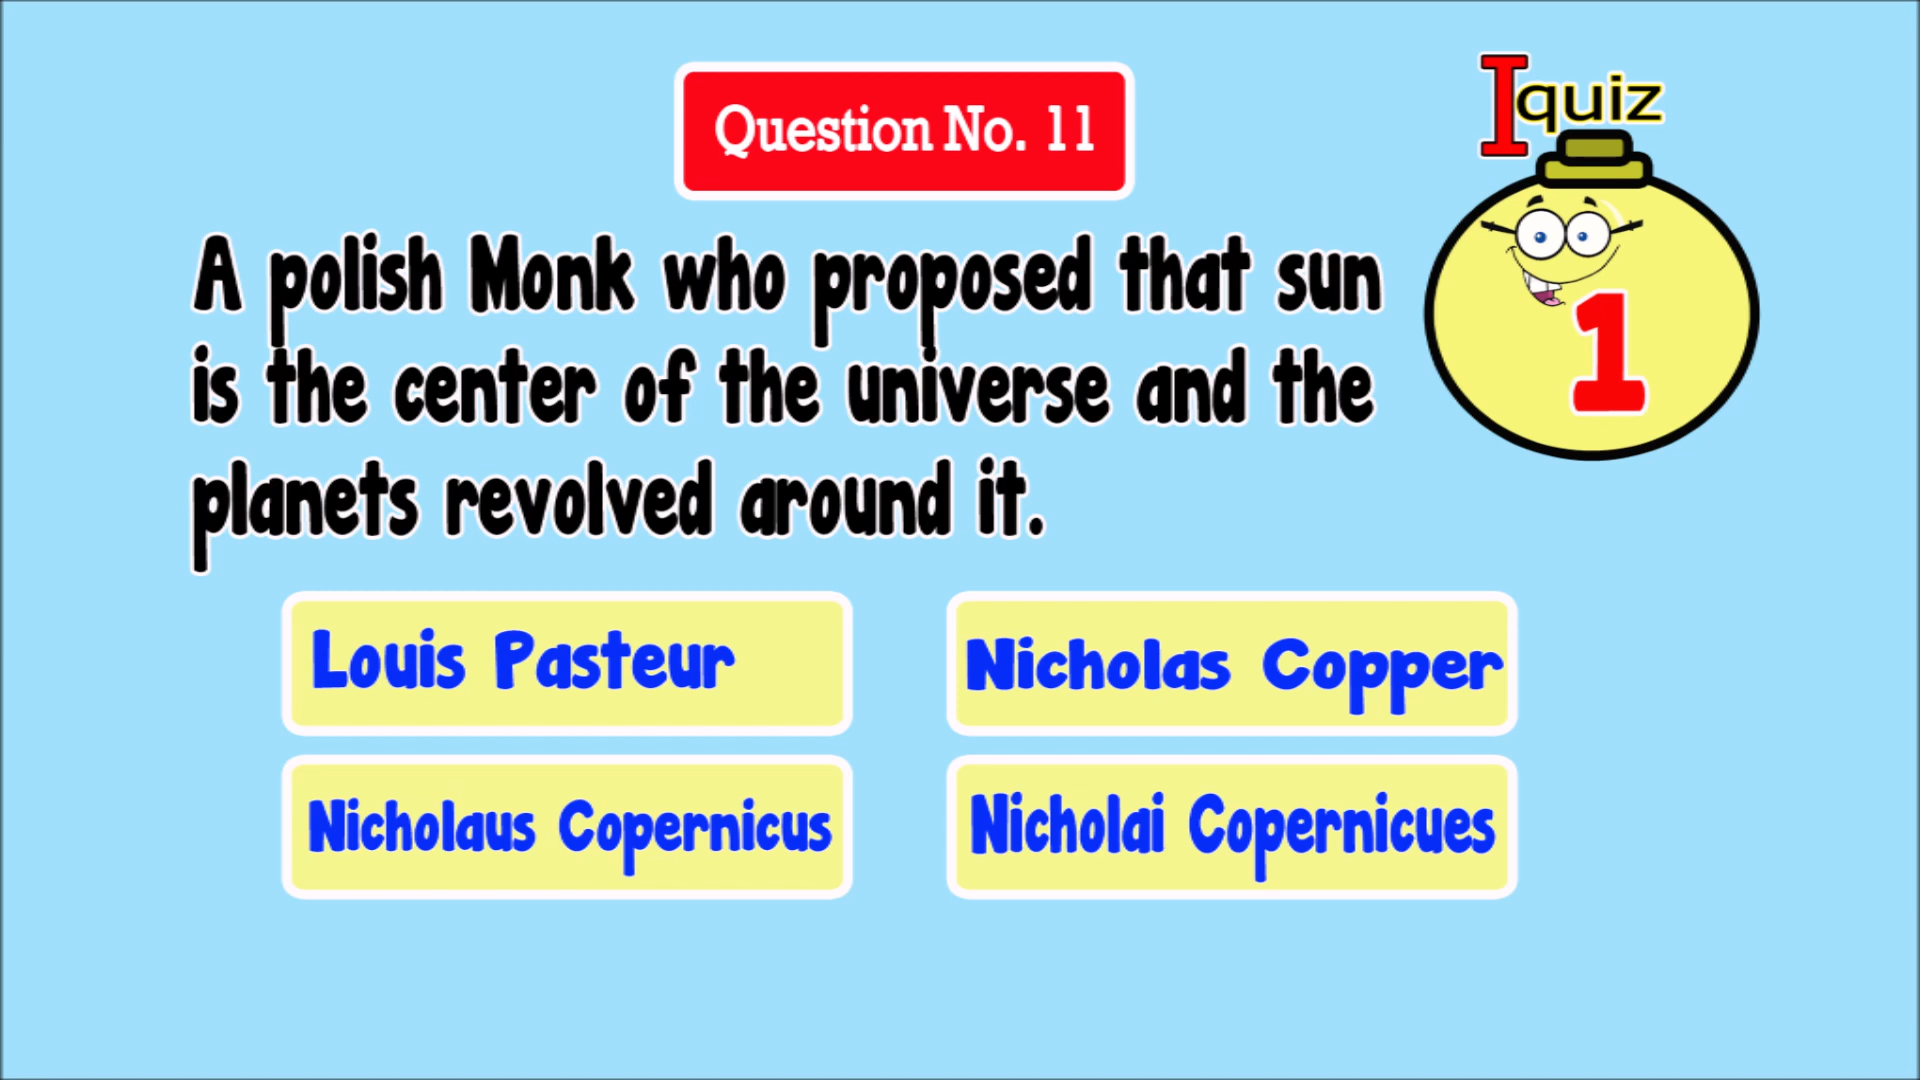 Iquiz
Question No. 11
1
A polish Monk who proposed that sun
is the center of the universe and the
planets revolved around it.
Louis Pasteur
Nicholas Copper
Nicholaus Copernicus
Nicholai Copernicues